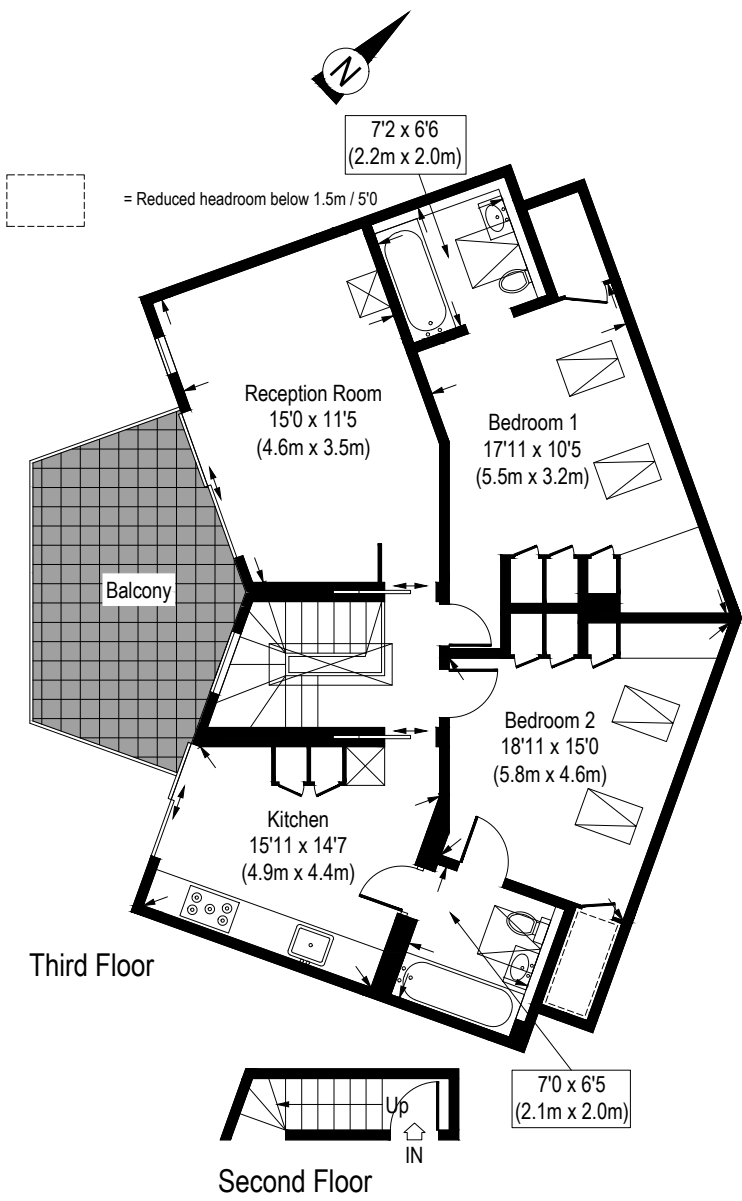 N
7'2 x 6'6
(2.2m x 2.0m)
= Reduced headroom below 1.5m / 5'0
Reception Room
15'0 x 11'5
(4.6m x 3.5m)
Bedroom 1
17'11 x 10'5
(5.5m x 3.2m)
Balcony
Bedroom 2
18'11 x 15'0
(5.8m x 4.6m)
Kitchen
15'11 x 14'7
(4.9m x 4.4m)
Third Floor
7'0 x 6'5
(2.1m x 2.0m)
Up
IN
Second Floor